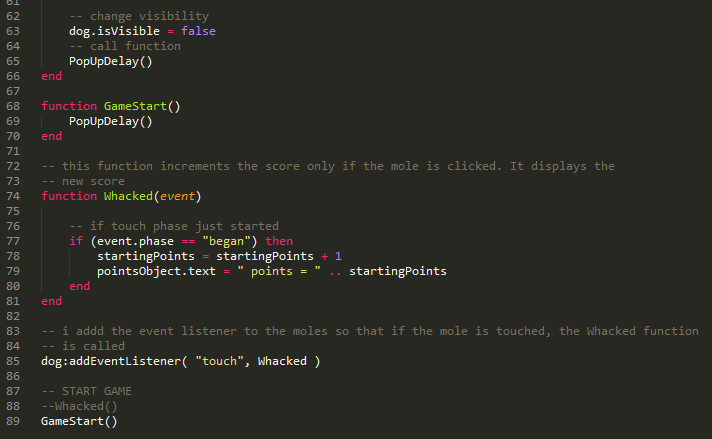 61
62 -- change visibility
63 dog.isVisible = false
64 -- call function
65 PopUpDelay()
66 end
67
68 function GameStart()
69 PopUpDelay()
70 end
71
72 -- this function increments the score only if the mole is clicked. It displays the
73 -- new score
74 function Whacked(event)
75
76 -- if touch phase just started
77 if (event.phase == "began") then
78 startingPoints = startingPoints + 1
79 pointsObject.text = " points = " .. startingPoints
80 end
81 end
82
83 -- i addd the event listener to the moles so that if the mole is touched, the Whacked function
84 -- is called
85 dog:addEventListener( "touch", Whacked )
86
87 -- START GAME
88 --Whacked()
89 GameStart()